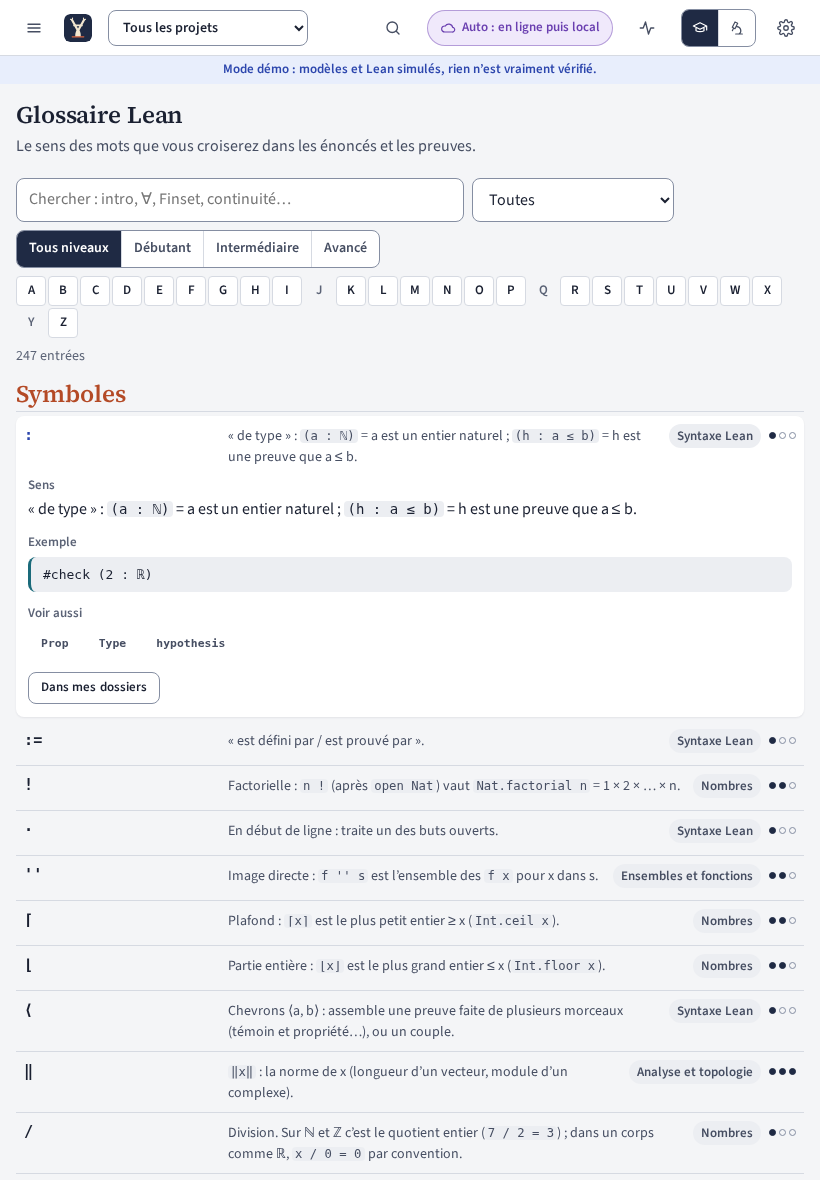 Tous les projets
Auto : en ligne puis local
Mode démo : modèles et Lean simulés, rien n’est vraiment vérifié.
Glossaire Lean
Le sens des mots que vous croiserez dans les énoncés et les preuves.
Chercher : intro, ∀, Finset, continuité…
Toutes
Tous niveaux Débutant Intermédiaire Avancé
A B C D E F G H I J K L M N O P Q R S T U V W X
Y Z
247 entrées
Symboles
: « de type » : (a : ℕ) = a est un entier naturel ; (h : a ≤ b) = h est Syntaxe Lean
une preuve que a ≤ b.
Sens
« de type » : (a : ℕ) = a est un entier naturel ; (h : a ≤ b) = h est une preuve que a ≤ b.
Exemple
#check (2 : ℝ)
Voir aussi
Prop Type hypothesis
Dans mes dossiers
:= « est défini par / est prouvé par ». Syntaxe Lean
! Factorielle : n ! (après open Nat) vaut Nat.factorial n = 1 × 2 × … × n. Nombres
· En début de ligne : traite un des buts ouverts. Syntaxe Lean
'' Image directe : f '' s est l’ensemble des f x pour x dans s. Ensembles et fonctions
⌈ Plafond : ⌈x⌉ est le plus petit entier ≥ x (Int.ceil x). Nombres
⌊ Partie entière : ⌊x⌋ est le plus grand entier ≤ x (Int.floor x). Nombres
⟨ Chevrons ⟨a, b⟩ : assemble une preuve faite de plusieurs morceaux Syntaxe Lean
(témoin et propriété…), ou un couple.
‖ ‖x‖ : la norme de x (longueur d’un vecteur, module d’un Analyse et topologie
complexe).
/ Division. Sur ℕ et ℤ c’est le quotient entier (7 / 2 = 3) ; dans un corps Nombres
comme ℝ, x / 0 = 0 par convention.